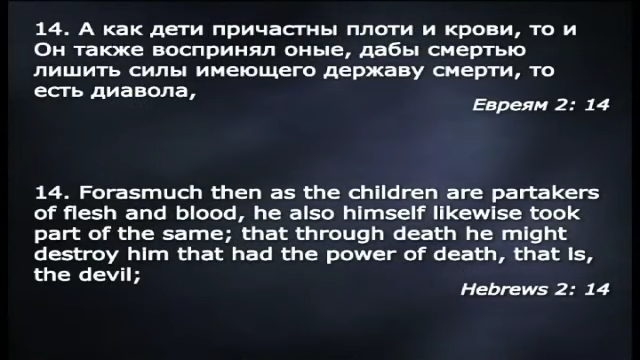 14. А как дети причастны плоти и крови, то и
Он также воспринял оные, дабы смертью
лишить силы имеющего державу смерти, то
есть диавола,
Евреям 2: 14
14. Forasmuch then as the children are partakers
of flesh and blood, he also himself likewise took
part of the same; that through death he might
destroy him that had the power of death, that is,
the devil;
Hebrews 2: 14